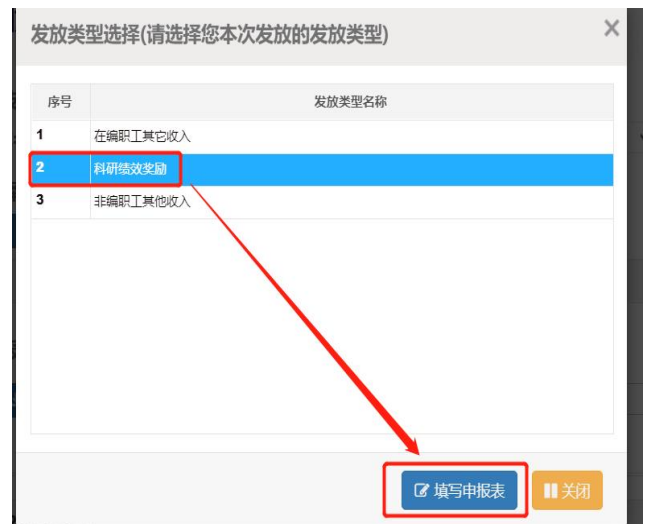 发放类型选择(请选择您本次发放的发放类型)
×
序号 发放类型名称
1 在编职工其它收入
2 科研绩效奖励
3 非编职工其他收入
填写申报表 关闭